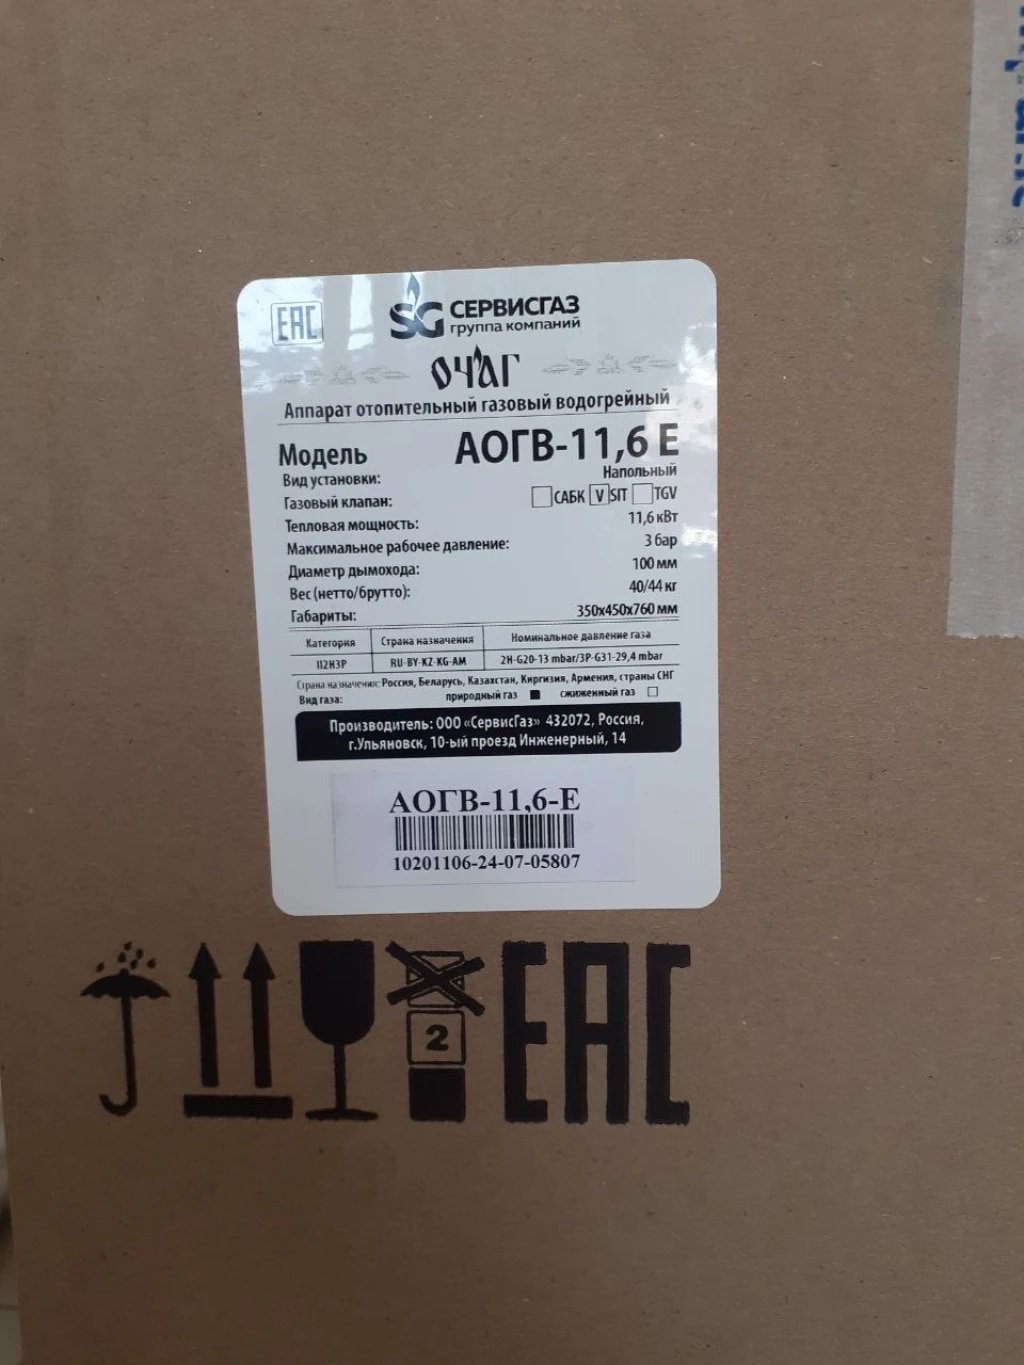 EAC
SG СЕРВИСГАЗ
группа компаний
ОЧАГ
Аппарат отопительный газовый водогрейный
Модель АОГВ-11,6 Е
Вид установки: Напольный
Газовый клапан: САБК V SIT TGV
Тепловая мощность: 11,6 кВт
Максимальное рабочее давление: 3 бар
Диаметр дымохода: 100 мм
Вес (нетто/брутто): 40/44 кг
Габариты: 350x450x760 мм
Категория Страна назначения Номинальное давление газа
II2H3P RU-BY-KZ-KG-AM 2H-G20-13 mbar/3P-G31-29,4 mbar
Страна назначения: Россия, Беларусь, Казахстан, Киргизия, Армения, страны СНГ
Вид газа: природный газ ■ сжиженный газ □
Производитель: ООО «СервисГаз» 432072, Россия,
г.Ульяновск, 10-ый проезд Инженерный, 14
АОГВ-11,6-Е
10201106-24-07-05807
2
EAC